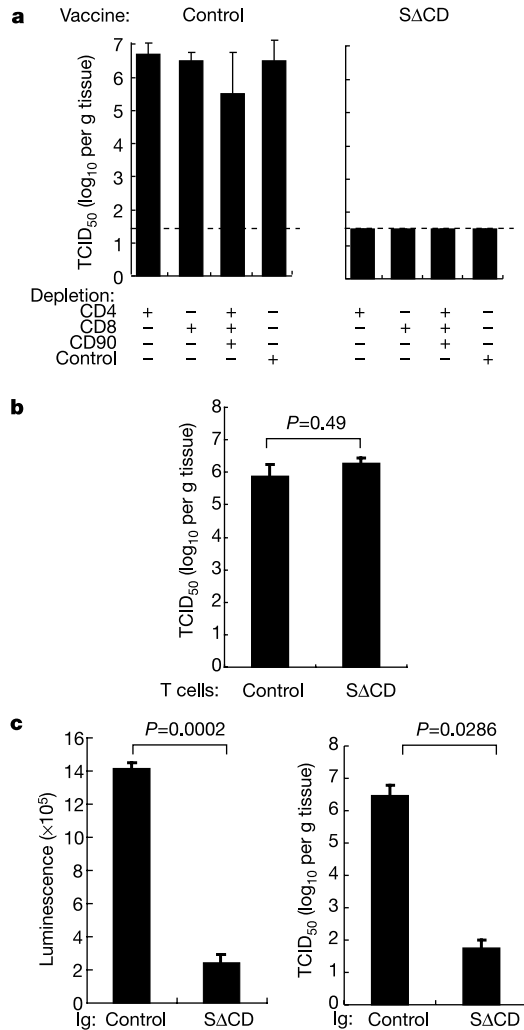 a
Vaccine: Control SΔCD
TCID50 (log10 per g tissue)
7
6
5
4
3
2
1
0
Depletion:
CD4 + – + – + – + –
CD8 – + + – – + + –
CD90 – – + – – – + –
Control – – – + – – – +
b
TCID50 (log10 per g tissue)
8
7
6
5
4
3
2
1
0
P=0.49
T cells: Control SΔCD
c
Luminescence (×10⁵)
16
14
12
10
8
6
4
2
0
P=0.0002
Ig: Control SΔCD
TCID50 (log10 per g tissue)
8
7
6
5
4
3
2
1
0
P=0.0286
Ig: Control SΔCD